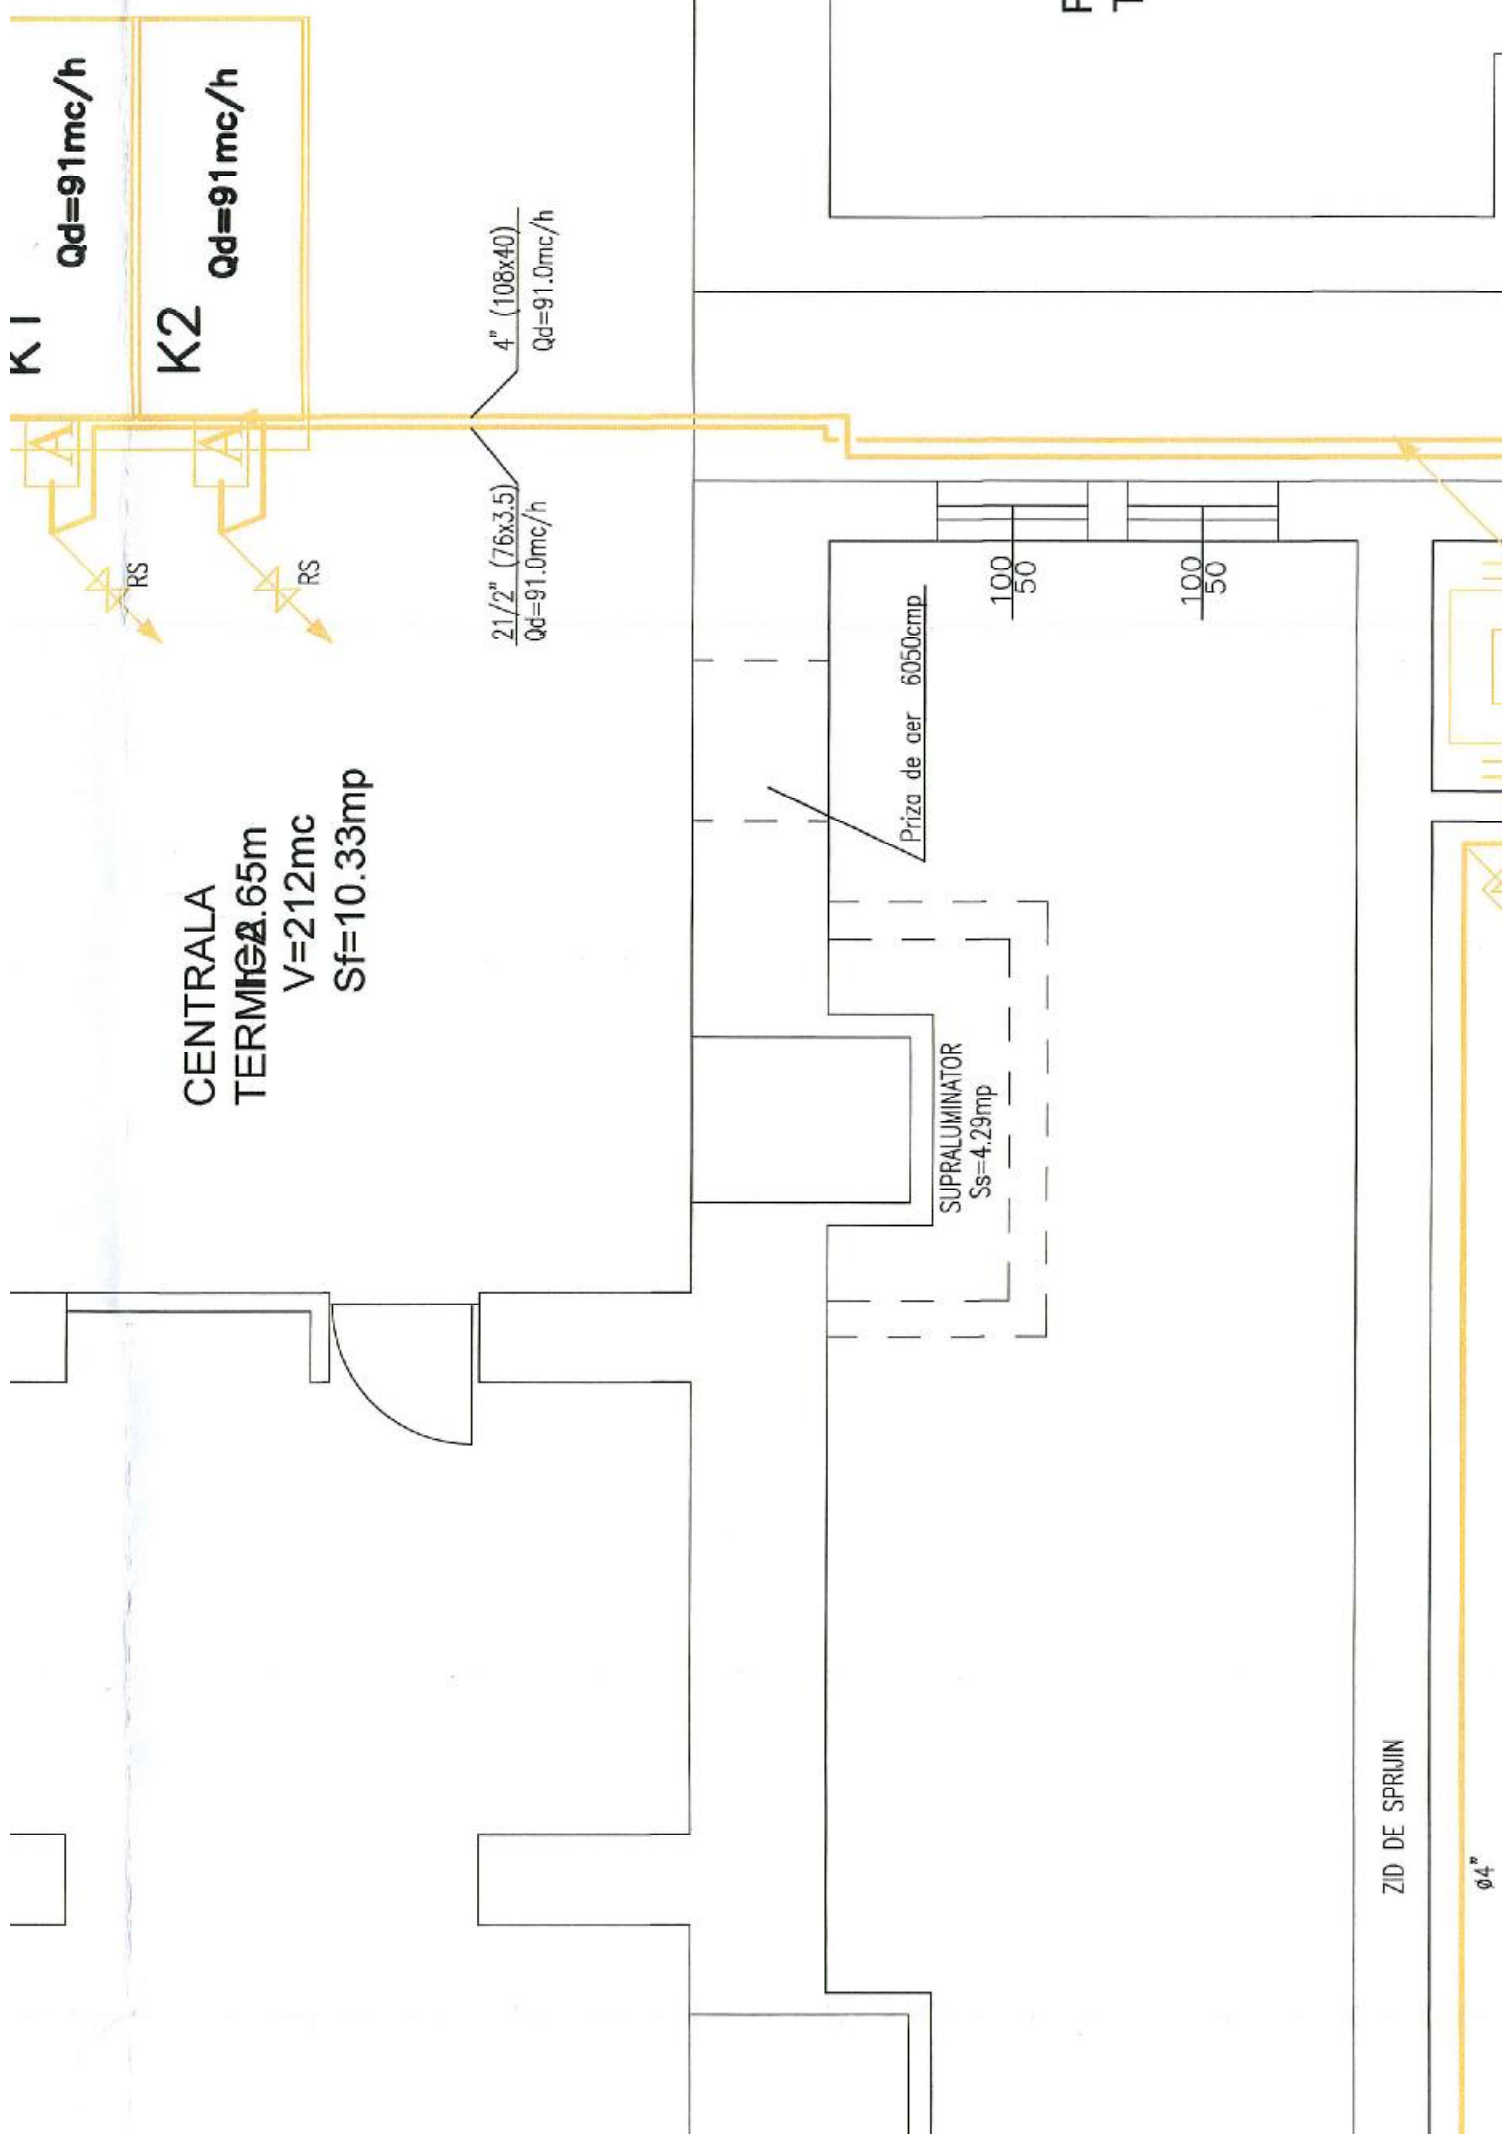 K1
Qd=91mc/h
K2
Qd=91mc/h
A
A
RS
RS
4" (108x40)
Qd=91.0mc/h
21/2" (76x3.5)
Qd=91.0mc/h
CENTRALA
TERMICA
h=2.65m
V=212mc
Sf=10.33mp
Priza de aer 6050cmp
100
50
100
50
SUPRALUMINATOR
Ss=4.29mp
ZID DE SPRIJIN
ø4"